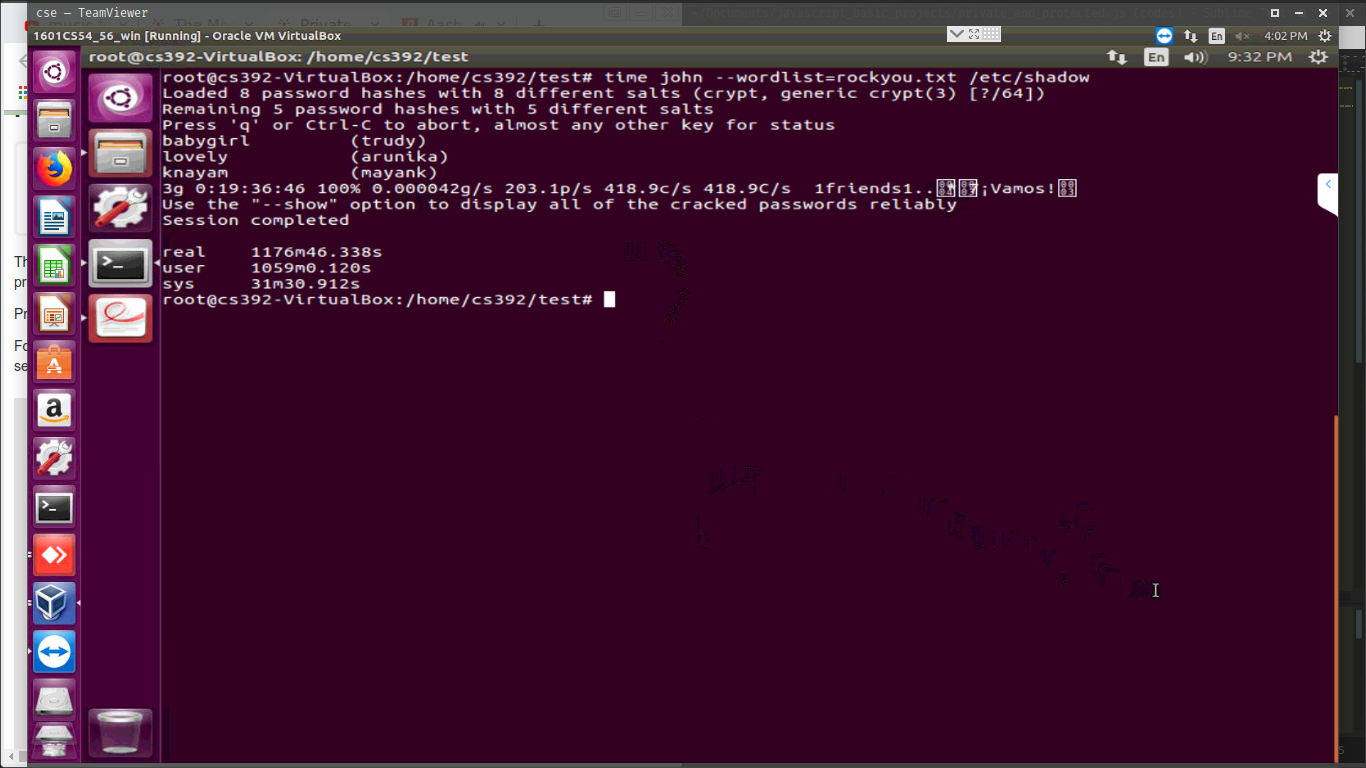 cse — TeamViewer
1601CS54_56_win [Running] - Oracle VM VirtualBox
En
4:02 PM
root@cs392-VirtualBox: /home/cs392/test
En
9:32 PM
root@cs392-VirtualBox:/home/cs392/test# time john --wordlist=rockyou.txt /etc/shadow
Loaded 8 password hashes with 8 different salts (crypt, generic crypt(3) [?/64])
Remaining 5 password hashes with 5 different salts
Press 'q' or Ctrl-C to abort, almost any other key for status
babygirl (trudy)
lovely (arunika)
knayam (mayank)
3g 0:19:36:46 100% 0.000042g/s 203.1p/s 418.9c/s 418.9C/s 1friends1..¡Vamos!
Use the "--show" option to display all of the cracked passwords reliably
Session completed
real 1176m46.338s
user 1059m0.120s
sys 31m30.912s
root@cs392-VirtualBox:/home/cs392/test#